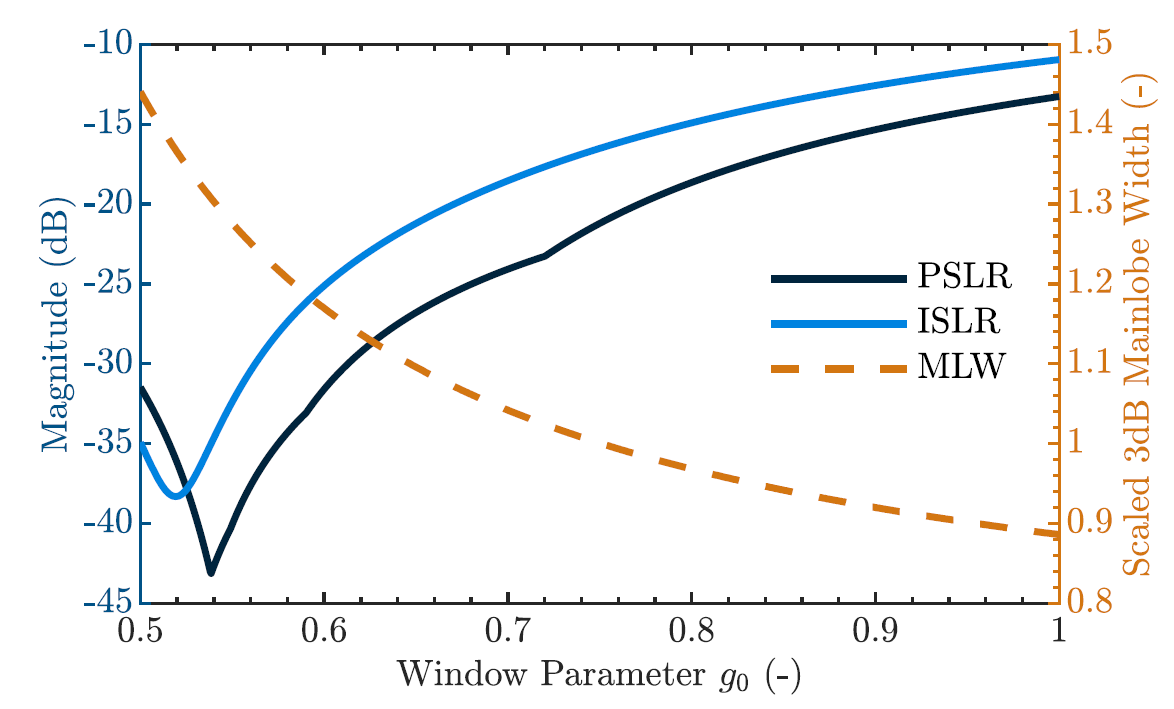 -10
-15
-20
-25
-30
-35
-40
-45
Magnitude (dB)
1.5
1.4
1.3
1.2
1.1
1
0.9
0.8
Scaled 3dB Mainlobe Width (-)
PSLR
ISLR
MLW
0.5 0.6 0.7 0.8 0.9 1
Window Parameter g₀ (-)